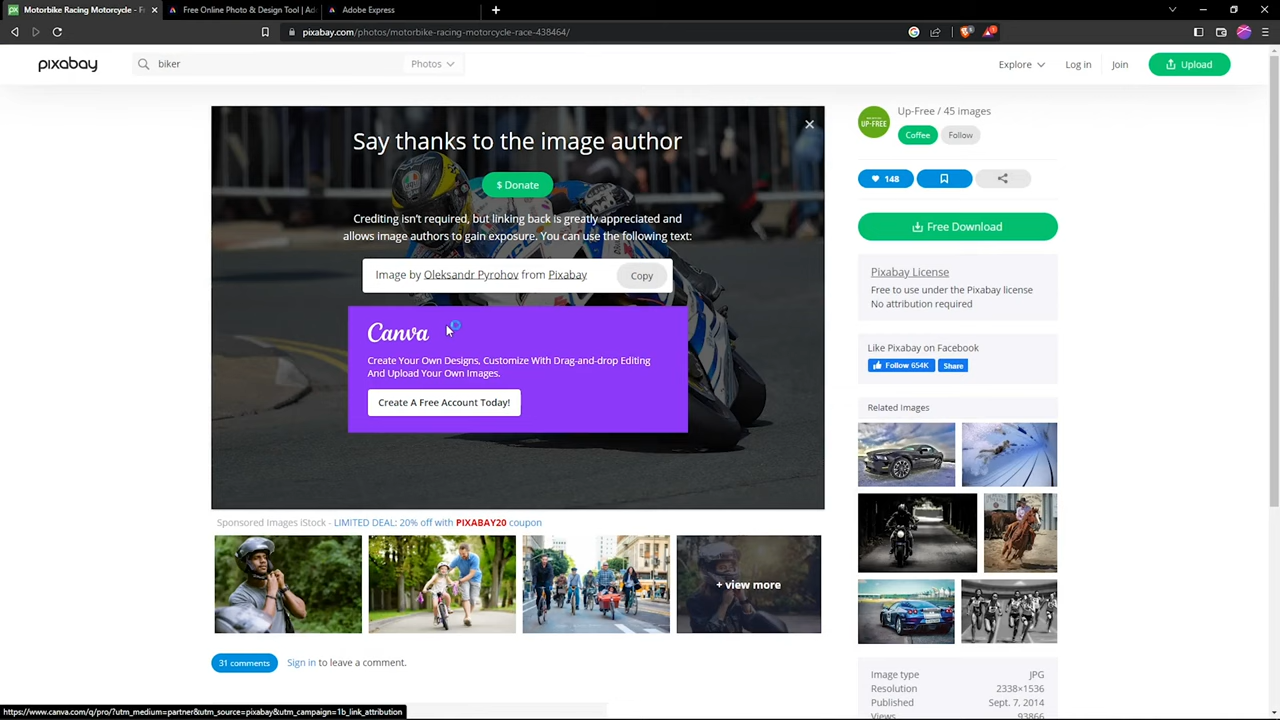 Motorbike Racing Motorcycle - Fr
Free Online Photo & Design Tool | Ad
Adobe Express
pixabay.com/photos/motorbike-racing-motorcycle-race-438464/
pixabay
biker
Photos
Explore
Log in
Join
Upload
Say thanks to the image author
$ Donate
Crediting isn't required, but linking back is greatly appreciated and
allows image authors to gain exposure. You can use the following text:
Image by Oleksandr Pyrohov from Pixabay
Copy
Canva
Create Your Own Designs, Customize With Drag-and-drop Editing
And Upload Your Own Images.
Create A Free Account Today!
UP-FREE
Up-Free / 45 images
Coffee
Follow
148
Free Download
Pixabay License
Free to use under the Pixabay license
No attribution required
Like Pixabay on Facebook
Follow 654K
Share
Related Images
Sponsored Images iStock - LIMITED DEAL: 20% off with PIXABAY20 coupon
+ view more
31 comments
Sign in to leave a comment.
Image type JPG
Resolution 2338×1536
Published Sept. 7, 2014
Views 93866
https://www.canva.com/q/pro/?utm_medium=partner&utm_source=pixabay&utm_campaign=1b_link_attribution